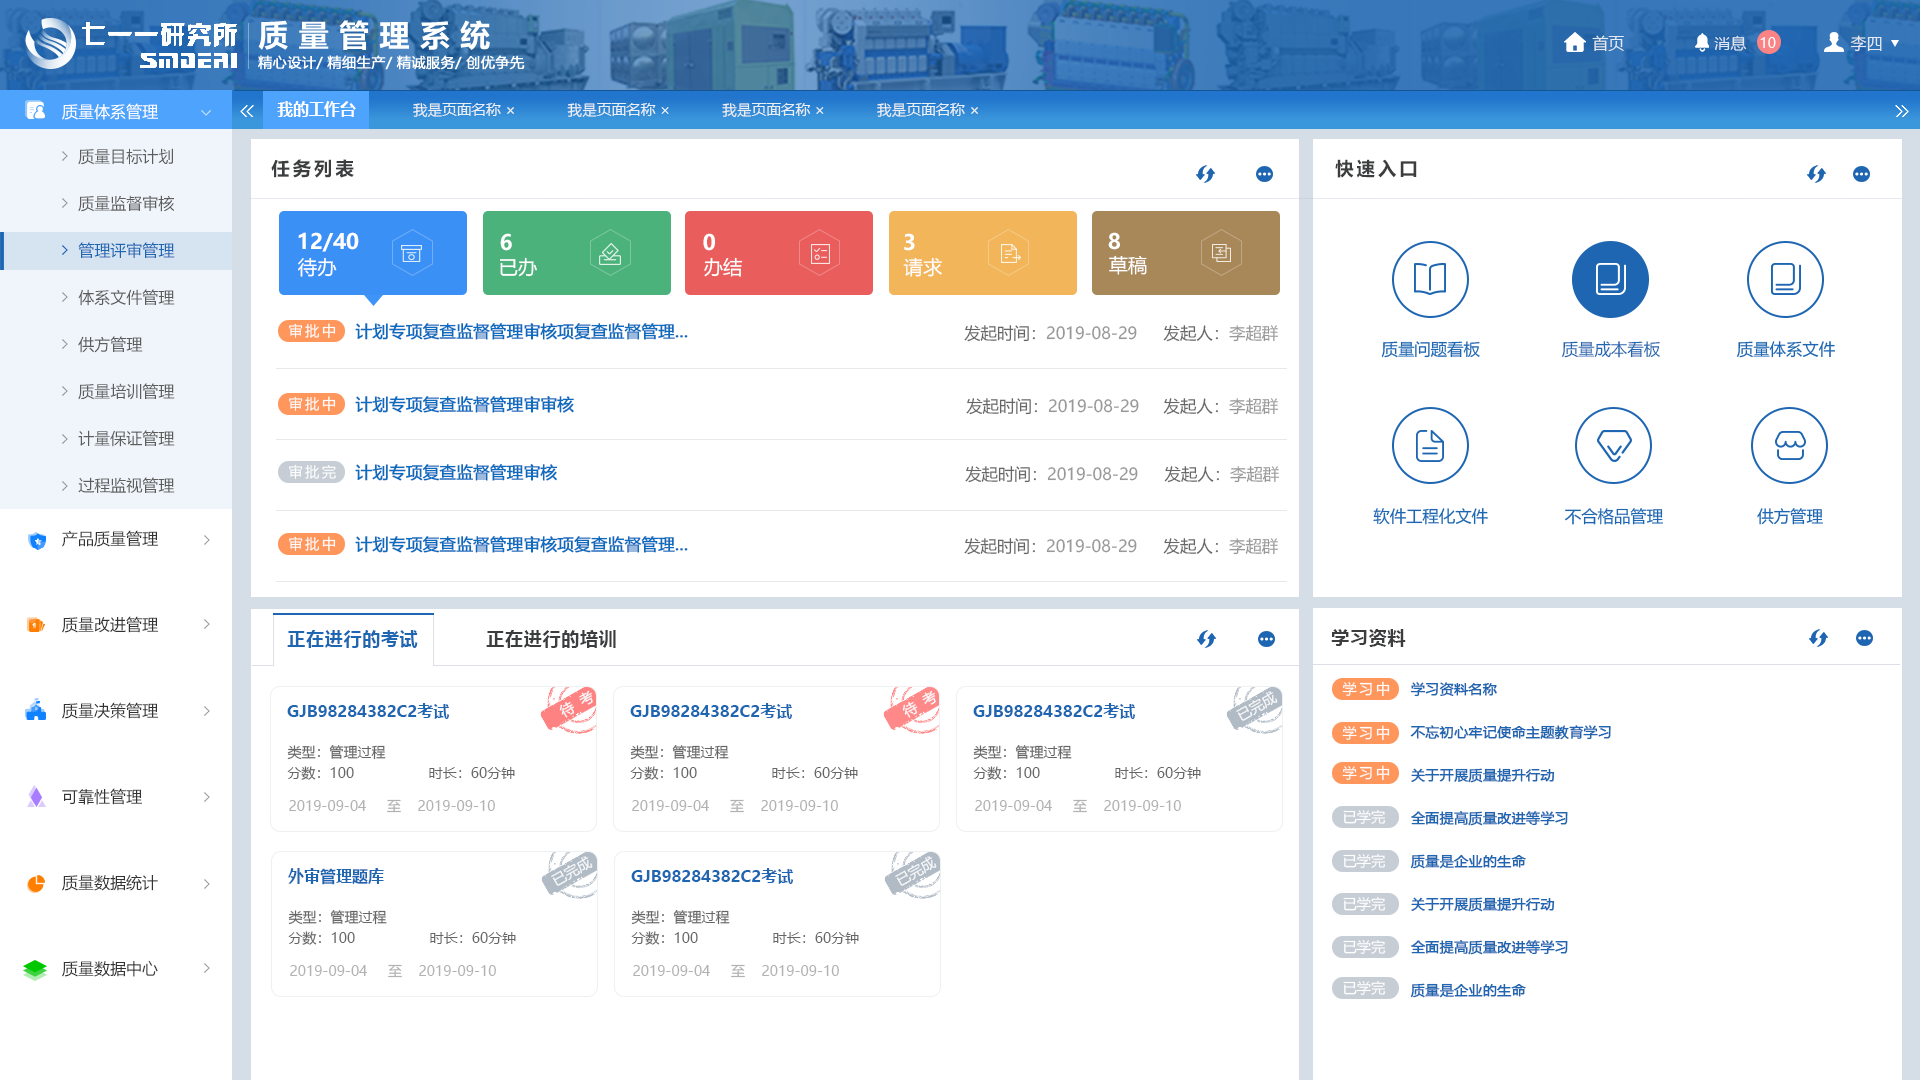 七一一研究所
SMDERI
质量管理系统
精心设计/ 精细生产/ 精诚服务/ 创优争先
首页
消息 10
李四 ▼
质量体系管理
我的工作台
我是页面名称 ×
我是页面名称 ×
我是页面名称 ×
我是页面名称 ×
质量目标计划
质量监督审核
管理评审管理
体系文件管理
供方管理
质量培训管理
计量保证管理
过程监视管理
产品质量管理
质量改进管理
质量决策管理
可靠性管理
质量数据统计
质量数据中心
任务列表
12/40
待办
6
已办
0
办结
3
请求
8
草稿
审批中 计划专项复查监督管理审核项复查监督管理... 发起时间：2019-08-29 发起人：李超群
审批中 计划专项复查监督管理审审核 发起时间：2019-08-29 发起人：李超群
审批完 计划专项复查监督管理审核 发起时间：2019-08-29 发起人：李超群
审批中 计划专项复查监督管理审核项复查监督管理... 发起时间：2019-08-29 发起人：李超群
快速入口
质量问题看板
质量成本看板
质量体系文件
软件工程化文件
不合格品管理
供方管理
正在进行的考试
正在进行的培训
GJB98284382C2考试
待 考
类型：管理过程
分数：100 时长：60分钟
2019-09-04 至 2019-09-10
GJB98284382C2考试
待 考
类型：管理过程
分数：100 时长：60分钟
2019-09-04 至 2019-09-10
GJB98284382C2考试
已完成
类型：管理过程
分数：100 时长：60分钟
2019-09-04 至 2019-09-10
外审管理题库
已完成
类型：管理过程
分数：100 时长：60分钟
2019-09-04 至 2019-09-10
GJB98284382C2考试
已完成
类型：管理过程
分数：100 时长：60分钟
2019-09-04 至 2019-09-10
学习资料
学习中 学习资料名称
学习中 不忘初心牢记使命主题教育学习
学习中 关于开展质量提升行动
已学完 全面提高质量改进等学习
已学完 质量是企业的生命
已学完 关于开展质量提升行动
已学完 全面提高质量改进等学习
已学完 质量是企业的生命